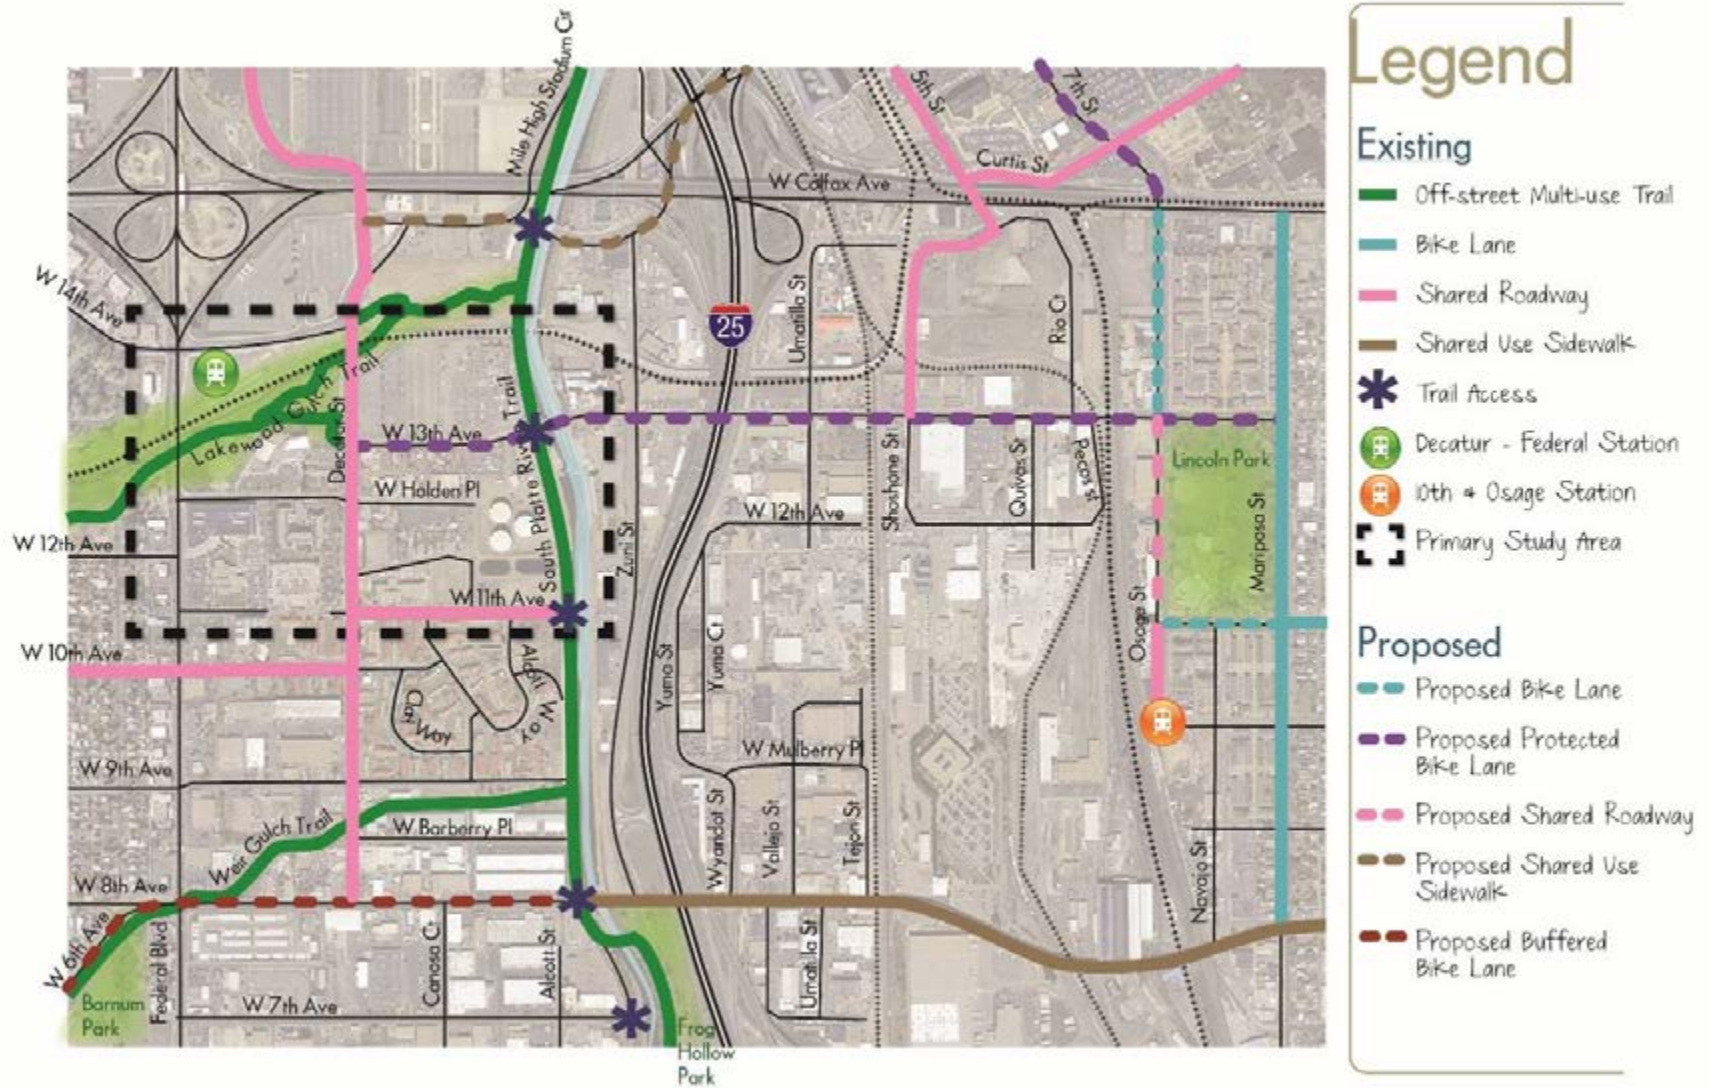 Mile High Stadium Cir
5th St
7th St
Curtis St
W Colfax Ave
W 14th Ave
25
Umatilla St
Rio Ct
Lakewood Gulch Trail
Decatur St
W 13th Ave
South Platte River Trail
W Holden Pl
Shoshone St
Quivas St
Pecos St
Lincoln Park
Mariposa St
W 12th Ave
W 12th Ave
Zuni St
W 11th Ave
Osage St
W 10th Ave
Yuma St
Yuma Ct
Clay Way
Alcott Way
W Mulberry Pl
W 9th Ave
Weir Gulch Trail
W Barberry Pl
Wyandot St
Vallejo St
Tejon St
Navajo St
W 8th Ave
W 6th Ave
Federal Blvd
Canosa Ct
Alcott St
Umatilla St
Barnum
Park
W 7th Ave
Frog
Hollow
Park
Legend
Existing
Off-street Multi-use Trail
Bike Lane
Shared Roadway
Shared Use Sidewalk
Trail Access
Decatur - Federal Station
10th & Osage Station
Primary Study Area
Proposed
Proposed Bike Lane
Proposed Protected
Bike Lane
Proposed Shared Roadway
Proposed Shared Use
Sidewalk
Proposed Buffered
Bike Lane